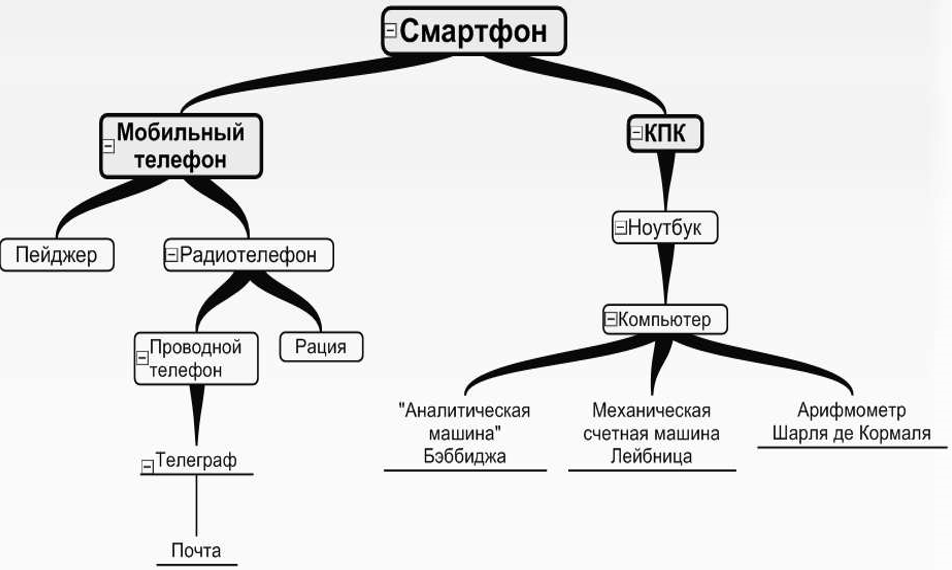 Смартфон
Мобильный
телефон
КПК
Пейджер
Радиотелефон
Ноутбук
Проводной
телефон
Рация
Компьютер
Телеграф
Почта
"Аналитическая
машина"
Бэббиджа
Механическая
счетная машина
Лейбница
Арифмометр
Шарля де Кормаля